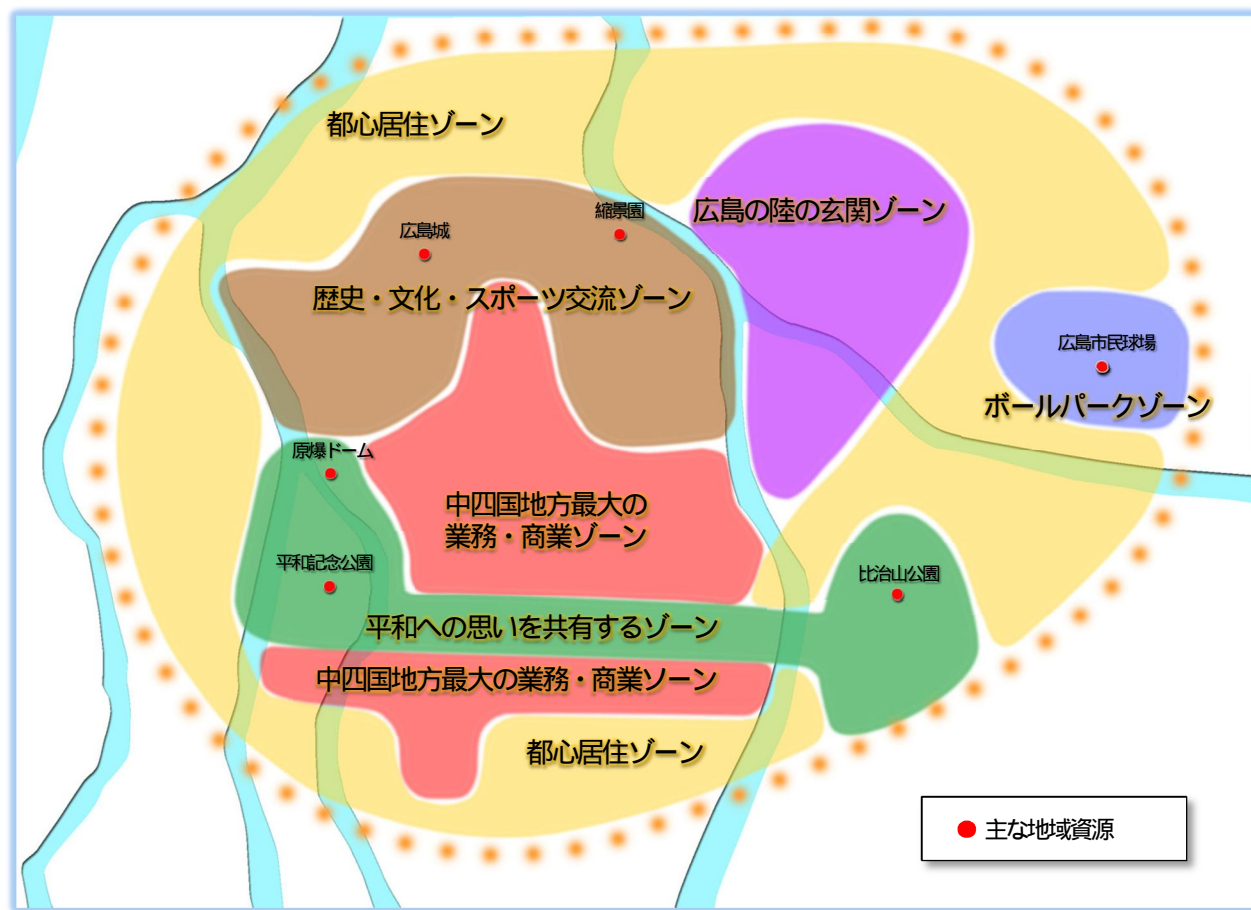 都心居住ゾーン
縮景園
広島の陸の玄関ゾーン
広島城
歴史・文化・スポーツ交流ゾーン
広島市民球場
ボールパークゾーン
原爆ドーム
中四国地方最大の
業務・商業ゾーン
平和記念公園
比治山公園
平和への思いを共有するゾーン
中四国地方最大の業務・商業ゾーン
都心居住ゾーン
主な地域資源